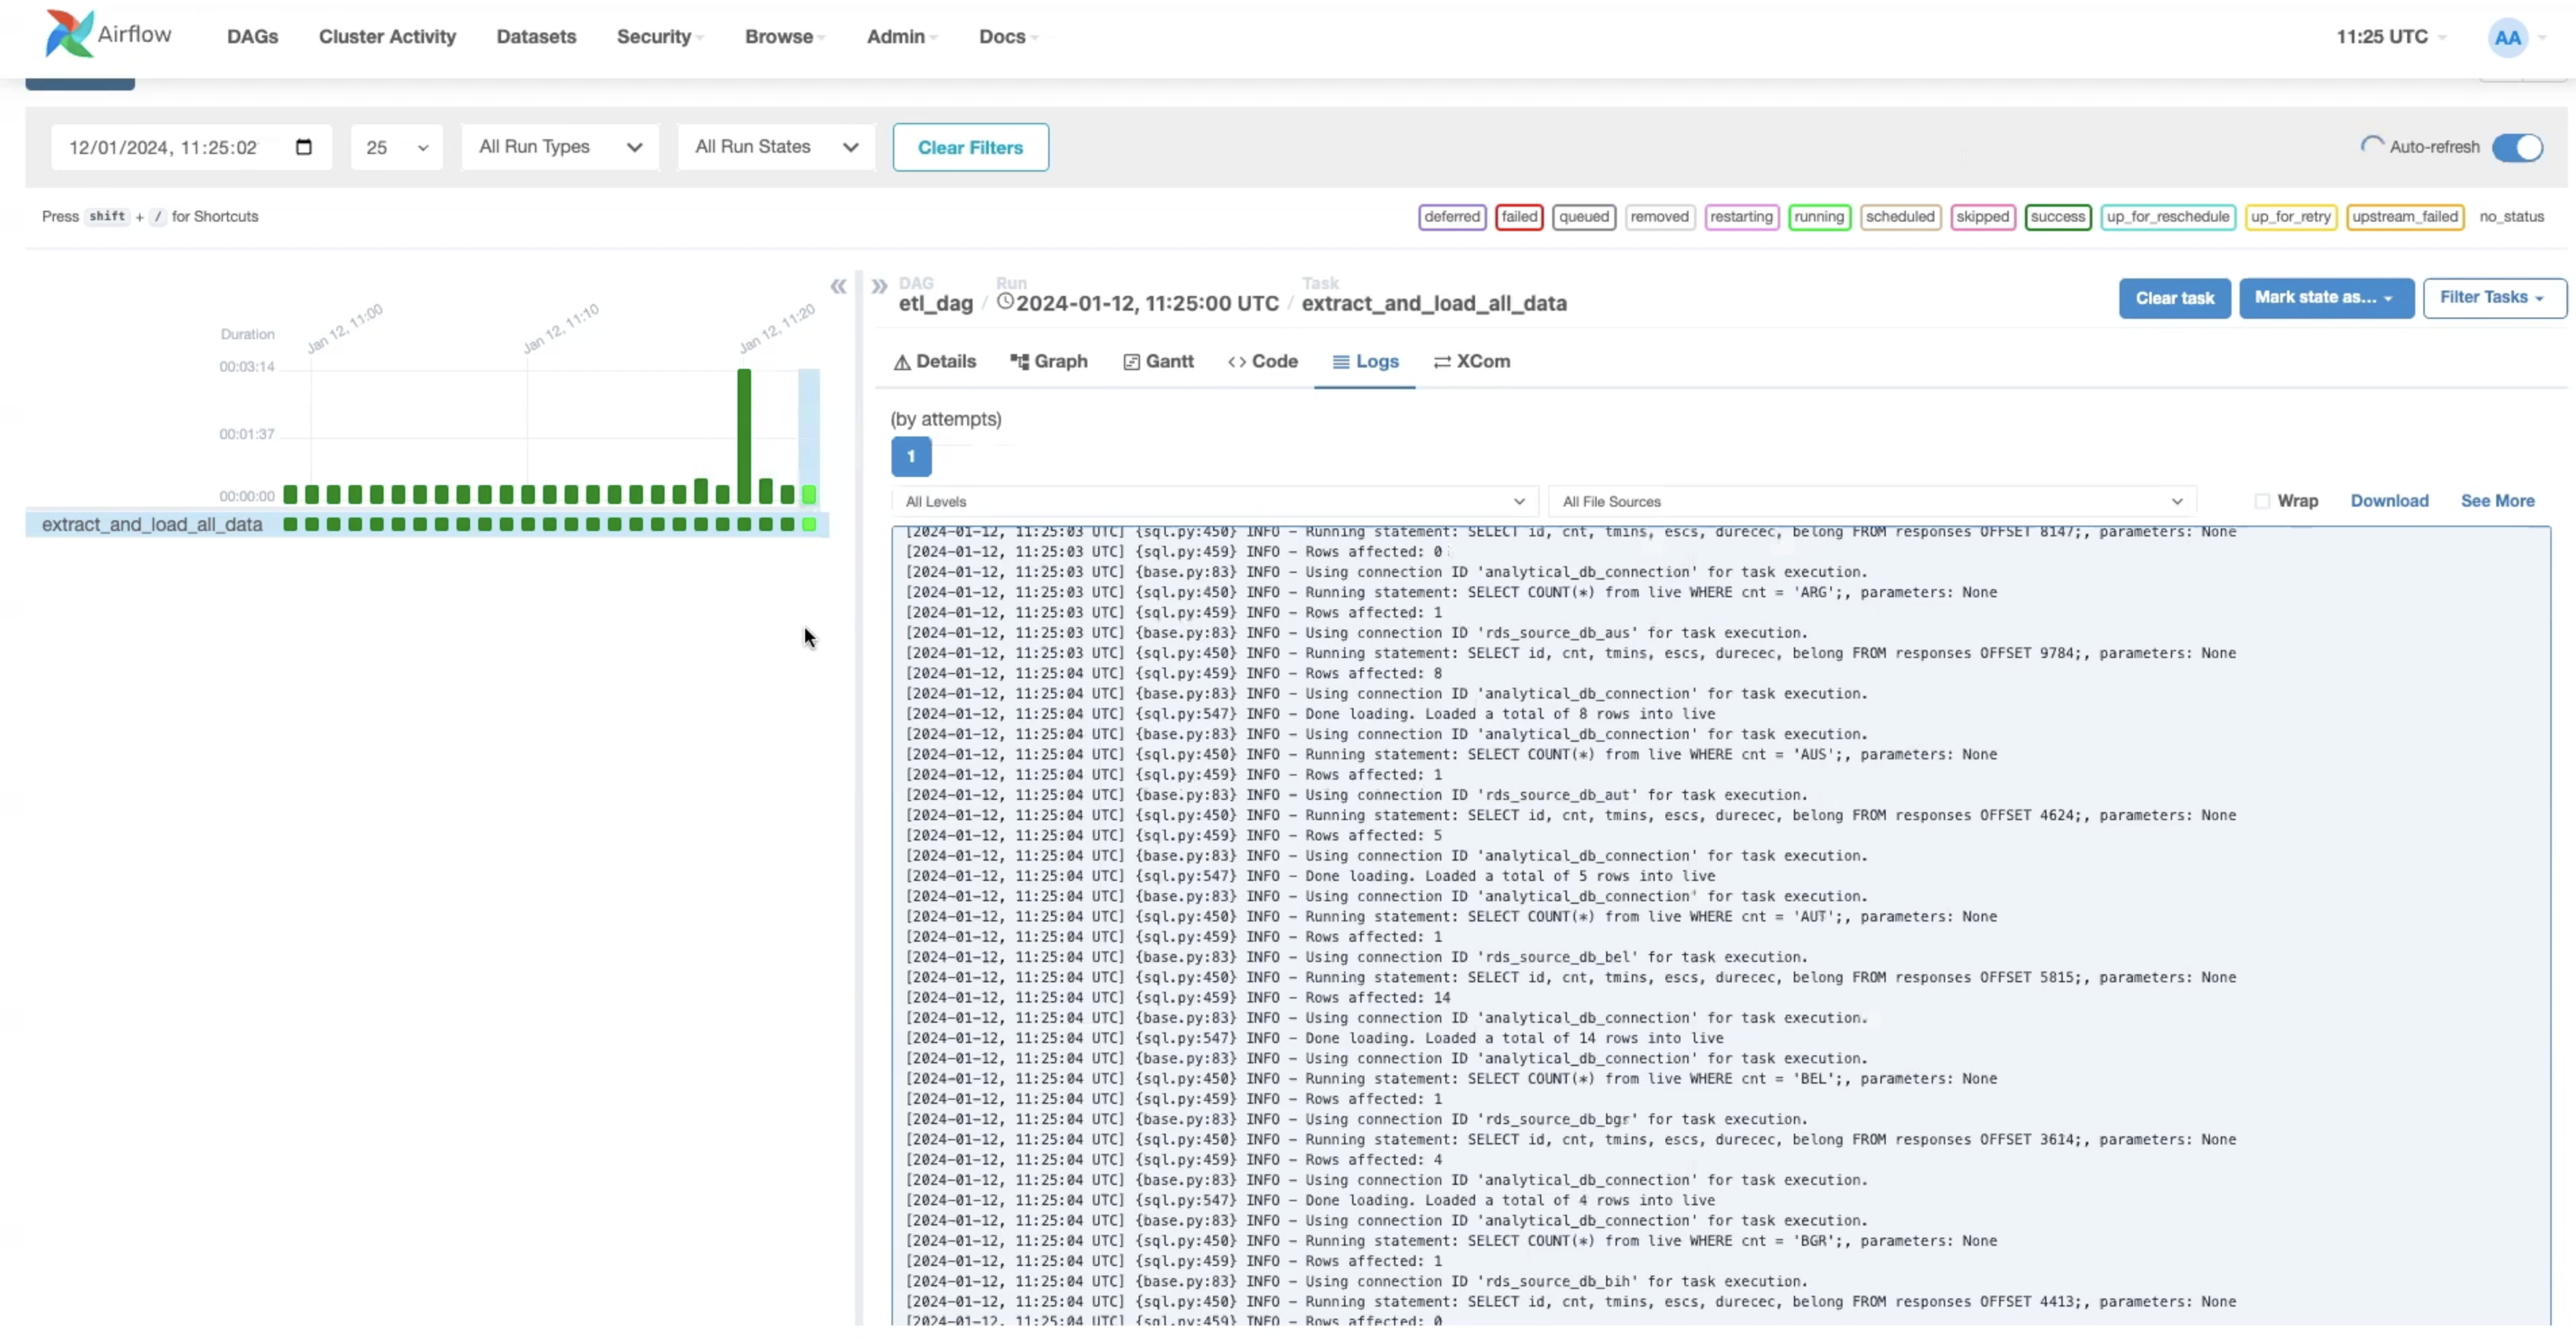 Airflow DAGs Cluster Activity Datasets Security Browse Admin Docs 11:25 UTC AA
12/01/2024, 11:25:02 25 All Run Types All Run States Clear Filters Auto-refresh
Press shift + / for Shortcuts deferred failed queued removed restarting running scheduled skipped success up_for_reschedule up_for_retry upstream_failed no_status
Duration
Jan 12, 11:00
Jan 12, 11:10
Jan 12, 11:20
00:03:14
00:01:37
00:00:00
extract_and_load_all_data
« »
DAG Run Task
etl_dag / 2024-01-12, 11:25:00 UTC / extract_and_load_all_data
Clear task Mark state as... Filter Tasks
Details Graph Gantt <> Code Logs XCom
(by attempts)
1
All Levels All File Sources Wrap Download See More
[2024-01-12, 11:25:03 UTC] {sql.py:450} INFO - Running statement: SELECT id, cnt, tmins, escs, durecec, belong FROM responses OFFSET 8147;, parameters: None
[2024-01-12, 11:25:03 UTC] {sql.py:459} INFO - Rows affected: 0
[2024-01-12, 11:25:03 UTC] {base.py:83} INFO - Using connection ID 'analytical_db_connection' for task execution.
[2024-01-12, 11:25:03 UTC] {sql.py:450} INFO - Running statement: SELECT COUNT(*) from live WHERE cnt = 'ARG';, parameters: None
[2024-01-12, 11:25:03 UTC] {sql.py:459} INFO - Rows affected: 1
[2024-01-12, 11:25:03 UTC] {base.py:83} INFO - Using connection ID 'rds_source_db_aus' for task execution.
[2024-01-12, 11:25:03 UTC] {sql.py:450} INFO - Running statement: SELECT id, cnt, tmins, escs, durecec, belong FROM responses OFFSET 9784;, parameters: None
[2024-01-12, 11:25:04 UTC] {sql.py:459} INFO - Rows affected: 8
[2024-01-12, 11:25:04 UTC] {base.py:83} INFO - Using connection ID 'analytical_db_connection' for task execution.
[2024-01-12, 11:25:04 UTC] {sql.py:547} INFO - Done loading. Loaded a total of 8 rows into live
[2024-01-12, 11:25:04 UTC] {base.py:83} INFO - Using connection ID 'analytical_db_connection' for task execution.
[2024-01-12, 11:25:04 UTC] {sql.py:450} INFO - Running statement: SELECT COUNT(*) from live WHERE cnt = 'AUS';, parameters: None
[2024-01-12, 11:25:04 UTC] {sql.py:459} INFO - Rows affected: 1
[2024-01-12, 11:25:04 UTC] {base.py:83} INFO - Using connection ID 'rds_source_db_aut' for task execution.
[2024-01-12, 11:25:04 UTC] {sql.py:450} INFO - Running statement: SELECT id, cnt, tmins, escs, durecec, belong FROM responses OFFSET 4624;, parameters: None
[2024-01-12, 11:25:04 UTC] {sql.py:459} INFO - Rows affected: 5
[2024-01-12, 11:25:04 UTC] {base.py:83} INFO - Using connection ID 'analytical_db_connection' for task execution.
[2024-01-12, 11:25:04 UTC] {sql.py:547} INFO - Done loading. Loaded a total of 5 rows into live
[2024-01-12, 11:25:04 UTC] {base.py:83} INFO - Using connection ID 'analytical_db_connection' for task execution.
[2024-01-12, 11:25:04 UTC] {sql.py:450} INFO - Running statement: SELECT COUNT(*) from live WHERE cnt = 'AUT';, parameters: None
[2024-01-12, 11:25:04 UTC] {sql.py:459} INFO - Rows affected: 1
[2024-01-12, 11:25:04 UTC] {base.py:83} INFO - Using connection ID 'rds_source_db_bel' for task execution.
[2024-01-12, 11:25:04 UTC] {sql.py:450} INFO - Running statement: SELECT id, cnt, tmins, escs, durecec, belong FROM responses OFFSET 5815;, parameters: None
[2024-01-12, 11:25:04 UTC] {sql.py:459} INFO - Rows affected: 14
[2024-01-12, 11:25:04 UTC] {base.py:83} INFO - Using connection ID 'analytical_db_connection' for task execution.
[2024-01-12, 11:25:04 UTC] {sql.py:547} INFO - Done loading. Loaded a total of 14 rows into live
[2024-01-12, 11:25:04 UTC] {base.py:83} INFO - Using connection ID 'analytical_db_connection' for task execution.
[2024-01-12, 11:25:04 UTC] {sql.py:450} INFO - Running statement: SELECT COUNT(*) from live WHERE cnt = 'BEL';, parameters: None
[2024-01-12, 11:25:04 UTC] {sql.py:459} INFO - Rows affected: 1
[2024-01-12, 11:25:04 UTC] {base.py:83} INFO - Using connection ID 'rds_source_db_bgr' for task execution.
[2024-01-12, 11:25:04 UTC] {sql.py:450} INFO - Running statement: SELECT id, cnt, tmins, escs, durecec, belong FROM responses OFFSET 3614;, parameters: None
[2024-01-12, 11:25:04 UTC] {sql.py:459} INFO - Rows affected: 4
[2024-01-12, 11:25:04 UTC] {base.py:83} INFO - Using connection ID 'analytical_db_connection' for task execution.
[2024-01-12, 11:25:04 UTC] {sql.py:547} INFO - Done loading. Loaded a total of 4 rows into live
[2024-01-12, 11:25:04 UTC] {base.py:83} INFO - Using connection ID 'analytical_db_connection' for task execution.
[2024-01-12, 11:25:04 UTC] {sql.py:450} INFO - Running statement: SELECT COUNT(*) from live WHERE cnt = 'BGR';, parameters: None
[2024-01-12, 11:25:04 UTC] {sql.py:459} INFO - Rows affected: 1
[2024-01-12, 11:25:04 UTC] {base.py:83} INFO - Using connection ID 'rds_source_db_bih' for task execution.
[2024-01-12, 11:25:04 UTC] {sql.py:450} INFO - Running statement: SELECT id, cnt, tmins, escs, durecec, belong FROM responses OFFSET 4413;, parameters: None
[2024-01-12, 11:25:04 UTC] {sql.py:459} INFO - Rows affected: 0